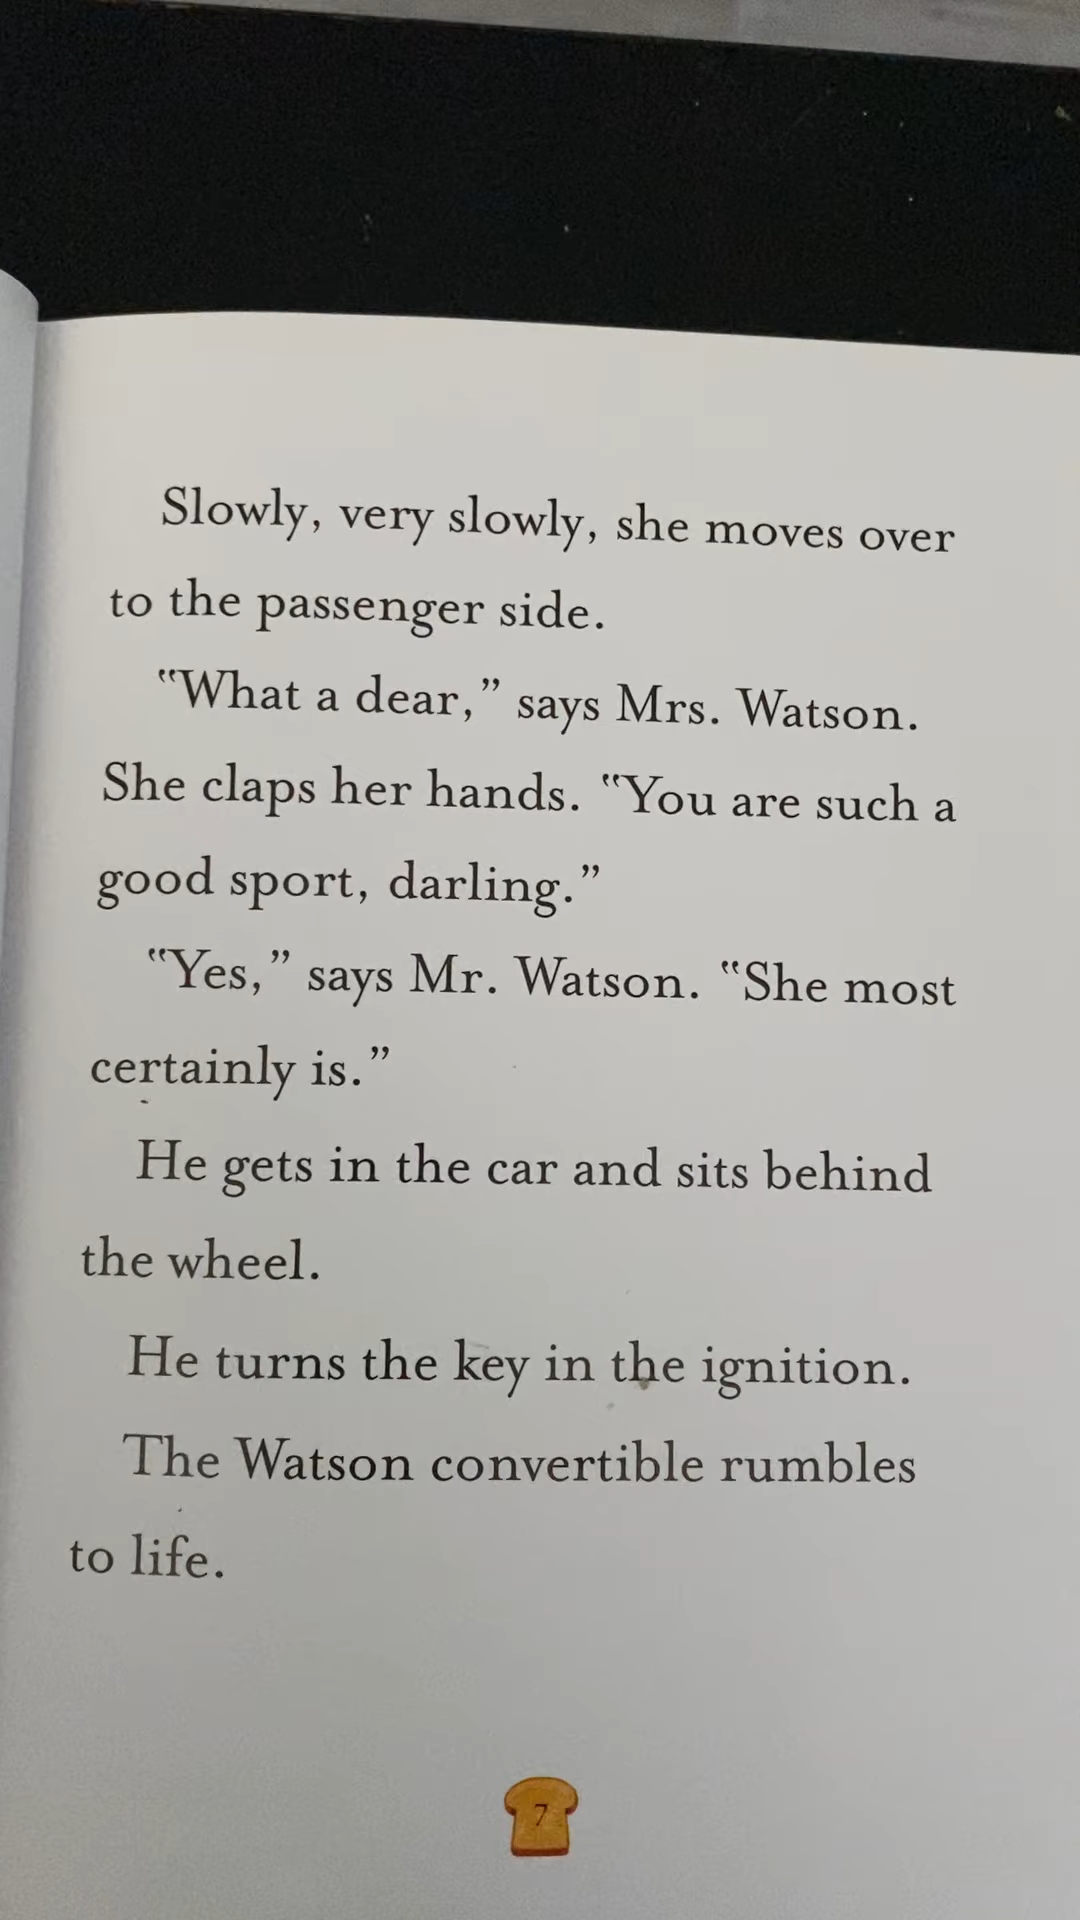 Slowly, very slowly, she moves over
to the passenger side.
“What a dear,” says Mrs. Watson.
She claps her hands. “You are such a
good sport, darling.”
“Yes,” says Mr. Watson. “She most
certainly is.”
He gets in the car and sits behind
the wheel.
He turns the key in the ignition.
The Watson convertible rumbles
to life.
7